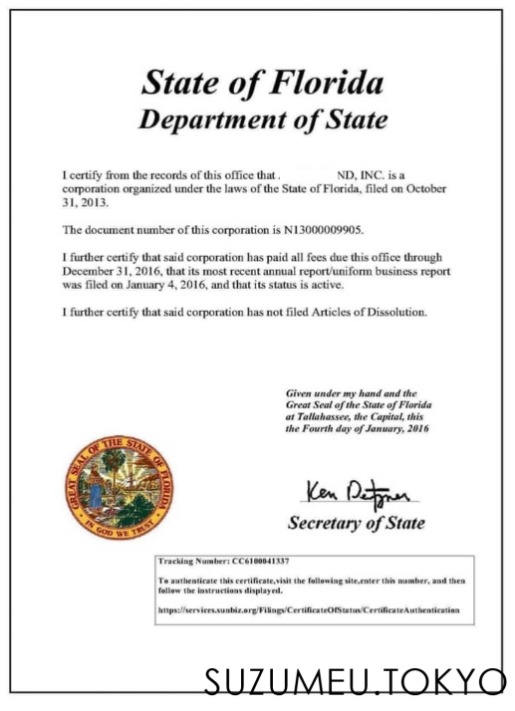 State of Florida
Department of State
I certify from the records of this office that . ND, INC. is a
corporation organized under the laws of the State of Florida, filed on October
31, 2013.
The document number of this corporation is N13000009905.
I further certify that said corporation has paid all fees due this office through
December 31, 2016, that its most recent annual report/uniform business report
was filed on January 4, 2016, and that its status is active.
I further certify that said corporation has not filed Articles of Dissolution.
Given under my hand and the
Great Seal of the State of Florida
at Tallahassee, the Capital, this
the Fourth day of January, 2016
GREAT SEAL OF THE STATE OF FLORIDA
IN GOD WE TRUST
Ken Detzner
Secretary of State
Tracking Number: CC6100041337
To authenticate this certificate,visit the following site,enter this number, and then
follow the instructions displayed.
https://services.sunbiz.org/Filings/CertificateOfStatus/CertificateAuthentication
SUZUMEU.TOKYO